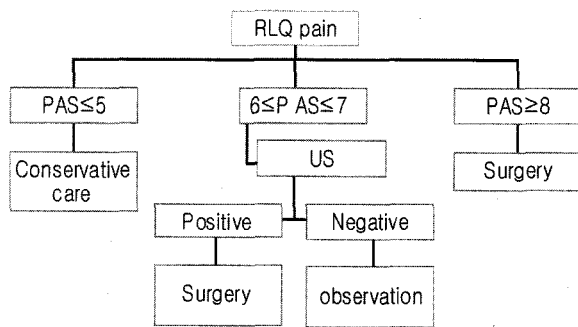 RLQ pain
PAS≤5
6≤P AS≤7
PAS≥8
Conservative
care
US
Surgery
Positive
Negative
Surgery
observation